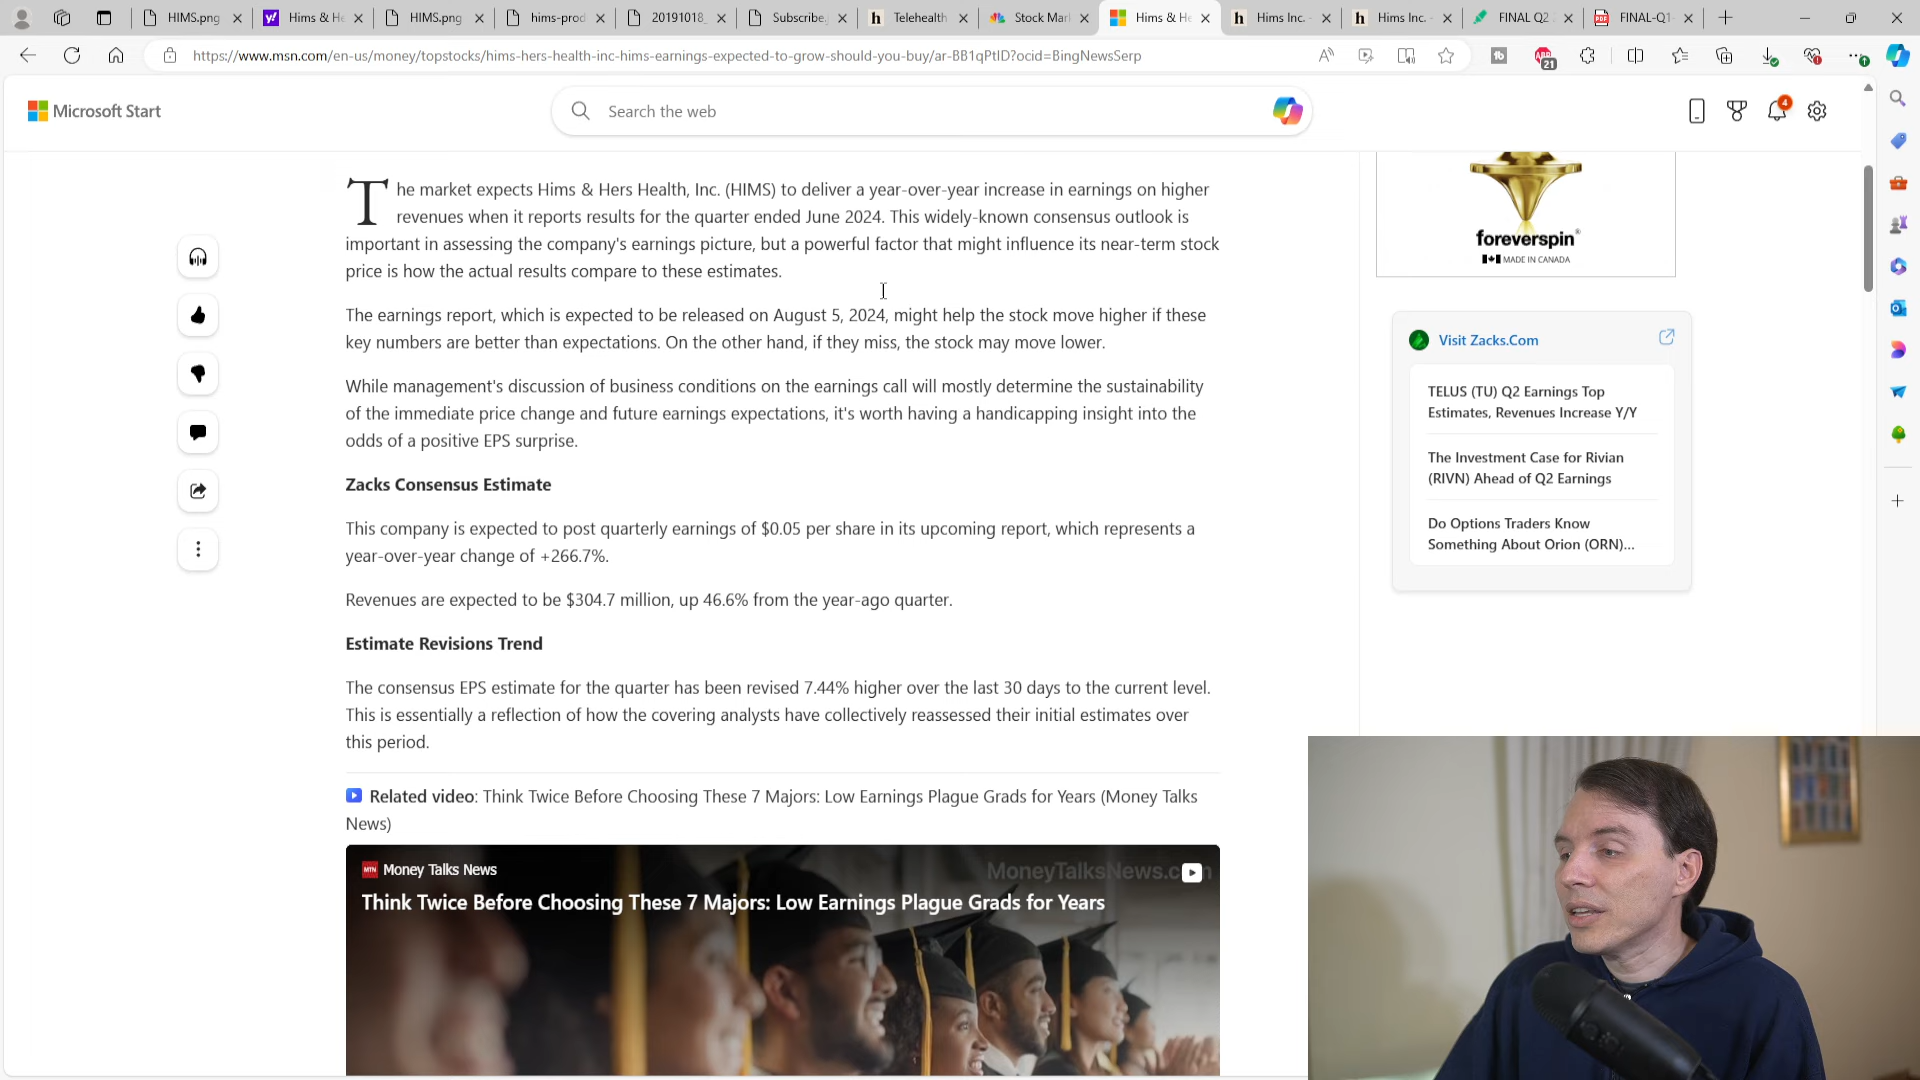 HIMS.png
Hims & He
HIMS.png
hims-prod
20191018_
Subscribe.j
Telehealth
Stock Mar
Hims & He
Hims Inc. -
Hims Inc. -
FINAL Q2
FINAL-Q1-
https://www.msn.com/en-us/money/topstocks/hims-hers-health-inc-hims-earnings-expected-to-grow-should-you-buy/ar-BB1qPtlD?ocid=BingNewsSerp
21
Microsoft Start
Search the web
4
The market expects Hims & Hers Health, Inc. (HIMS) to deliver a year-over-year increase in earnings on higher
revenues when it reports results for the quarter ended June 2024. This widely-known consensus outlook is
important in assessing the company's earnings picture, but a powerful factor that might influence its near-term stock
price is how the actual results compare to these estimates.
The earnings report, which is expected to be released on August 5, 2024, might help the stock move higher if these
key numbers are better than expectations. On the other hand, if they miss, the stock may move lower.
While management's discussion of business conditions on the earnings call will mostly determine the sustainability
of the immediate price change and future earnings expectations, it's worth having a handicapping insight into the
odds of a positive EPS surprise.
Zacks Consensus Estimate
This company is expected to post quarterly earnings of $0.05 per share in its upcoming report, which represents a
year-over-year change of +266.7%.
Revenues are expected to be $304.7 million, up 46.6% from the year-ago quarter.
Estimate Revisions Trend
The consensus EPS estimate for the quarter has been revised 7.44% higher over the last 30 days to the current level.
This is essentially a reflection of how the covering analysts have collectively reassessed their initial estimates over
this period.
Related video: Think Twice Before Choosing These 7 Majors: Low Earnings Plague Grads for Years (Money Talks
News)
MTN Money Talks News
MoneyTalksNews.c
Think Twice Before Choosing These 7 Majors: Low Earnings Plague Grads for Years
foreverspin®
MADE IN CANADA
Visit Zacks.Com
TELUS (TU) Q2 Earnings Top
Estimates, Revenues Increase Y/Y
The Investment Case for Rivian
(RIVN) Ahead of Q2 Earnings
Do Options Traders Know
Something About Orion (ORN)...